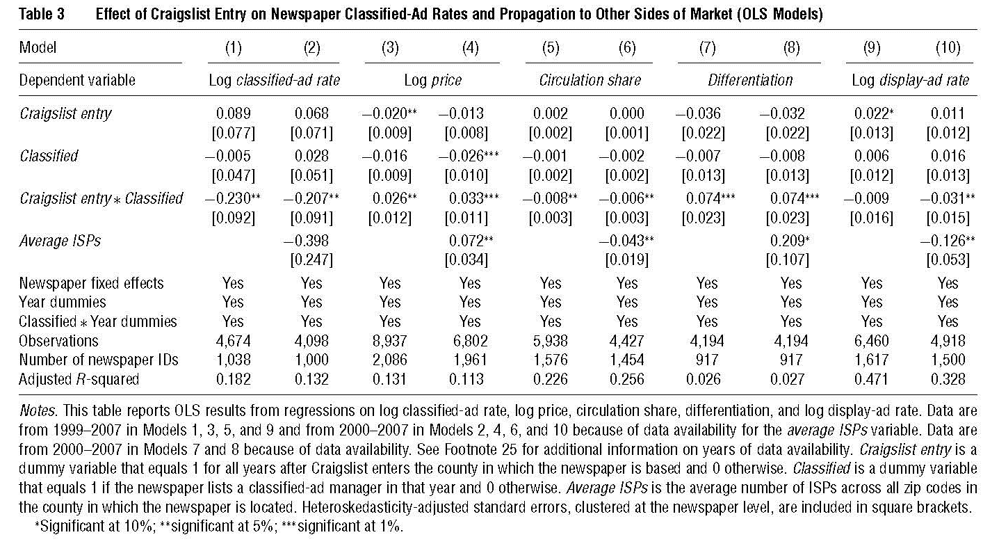 Table 3 Effect of Craigslist Entry on Newspaper Classified-Ad Rates and Propagation to Other Sides of Market (OLS Models)
Model (1) (2) (3) (4) (5) (6) (7) (8) (9) (10)
Dependent variable Log classified-ad rate Log price Circulation share Differentiation Log display-ad rate
Craigslist entry 0.089 0.068 −0.020** −0.013 0.002 0.000 −0.036 −0.032 0.022* 0.011
[0.077] [0.071] [0.009] [0.008] [0.002] [0.001] [0.022] [0.022] [0.013] [0.012]
Classified −0.005 0.028 −0.016 −0.026*** −0.001 −0.002 −0.007 −0.008 0.006 0.016
[0.047] [0.051] [0.009] [0.010] [0.002] [0.002] [0.013] [0.013] [0.012] [0.013]
Craigslist entry * Classified −0.230** −0.207** 0.026** 0.033*** −0.008** −0.006** 0.074*** 0.074*** −0.009 −0.031**
[0.092] [0.091] [0.012] [0.011] [0.003] [0.003] [0.023] [0.023] [0.016] [0.015]
Average ISPs −0.398 0.072** −0.043** 0.209* −0.126**
[0.247] [0.034] [0.019] [0.107] [0.053]
Newspaper fixed effects Yes Yes Yes Yes Yes Yes Yes Yes Yes Yes
Year dummies Yes Yes Yes Yes Yes Yes Yes Yes Yes Yes
Classified * Year dummies Yes Yes Yes Yes Yes Yes Yes Yes Yes Yes
Observations 4,674 4,098 8,937 6,802 5,938 4,427 4,194 4,194 6,460 4,918
Number of newspaper IDs 1,038 1,000 2,086 1,961 1,576 1,454 917 917 1,617 1,500
Adjusted R-squared 0.182 0.132 0.131 0.113 0.226 0.256 0.026 0.027 0.471 0.328
Notes. This table reports OLS results from regressions on log classified-ad rate, log price, circulation share, differentiation, and log display-ad rate. Data are
from 1999–2007 in Models 1, 3, 5, and 9 and from 2000–2007 in Models 2, 4, 6, and 10 because of data availability for the average ISPs variable. Data are
from 2000–2007 in Models 7 and 8 because of data availability. See Footnote 25 for additional information on years of data availability. Craigslist entry is a
dummy variable that equals 1 for all years after Craigslist enters the county in which the newspaper is based and 0 otherwise. Classified is a dummy variable
that equals 1 if the newspaper lists a classified-ad manager in that year and 0 otherwise. Average ISPs is the average number of ISPs across all zip codes in
the county in which the newspaper is located. Heteroskedasticity-adjusted standard errors, clustered at the newspaper level, are included in square brackets.
*Significant at 10%; **significant at 5%; ***significant at 1%.